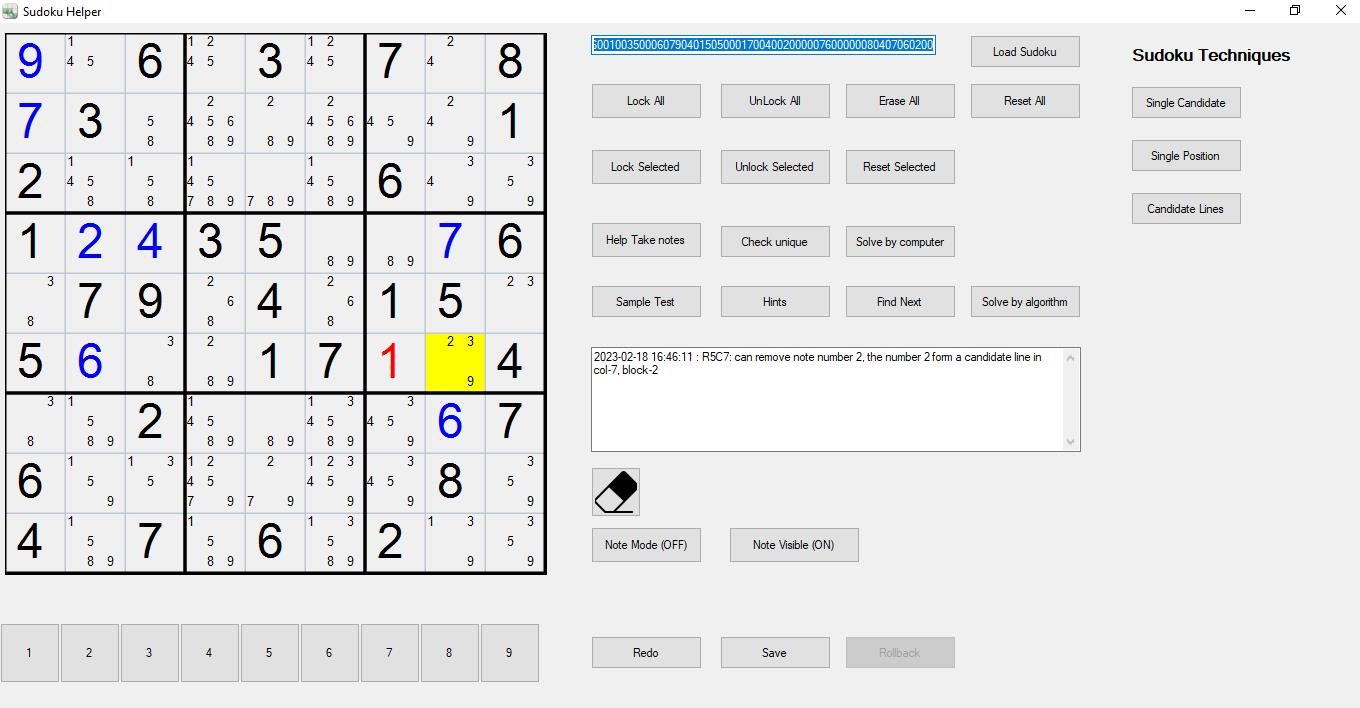 Sudoku Helper
600100350006079040150500017004002000007600000080407060200
Load Sudoku
Sudoku Techniques
Lock All
UnLock All
Erase All
Reset All
Single Candidate
Lock Selected
Unlock Selected
Reset Selected
Single Position
Candidate Lines
Help Take notes
Check unique
Solve by computer
Sample Test
Hints
Find Next
Solve by algorithm
2023-02-18 16:46:11 : R5C7: can remove note number 2, the number 2 form a candidate line in
col-7, block-2
Note Mode (OFF)
Note Visible (ON)
Redo
Save
Rollback
1 1 2 1 2 2
9 4 5 6 4 5 3 4 5 7 4 8
2 2 2 2
7 3 5 4 5 6 4 5 6 4 5 4 1
8 8 9 8 9 8 9 9 9
1 1 1 1 3 3
2 4 5 5 4 5 4 5 6 4 5
8 8 7 8 9 7 8 9 8 9 9 9
1 2 4 3 5 7 6
8 9 8 9
3 2 2 2 3
7 9 6 4 6 1 5
8 8 8
3 2 2 3
5 6 1 7 1 4
8 8 9 9
3 1 1 1 3 3
5 2 4 5 4 5 4 5 6 7
8 8 9 8 9 8 9 8 9 9
1 1 3 1 2 2 1 2 3 3 3
6 5 5 4 5 4 5 4 5 8 5
9 7 9 7 9 9 9 9
1 1 1 3 1 3 3
4 5 7 5 6 5 2 5
8 9 8 9 8 9 9 9
1 2 3 4 5 6 7 8 9